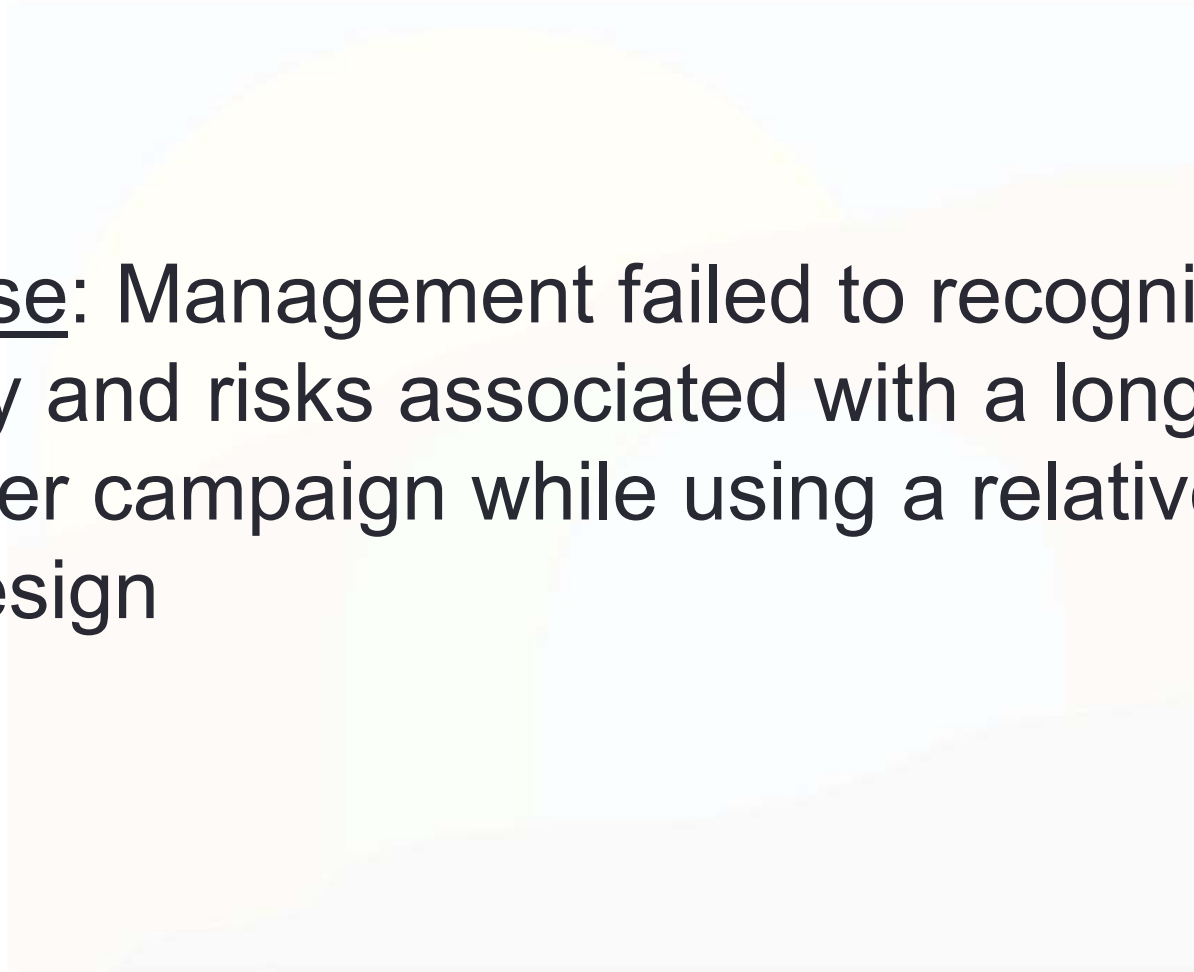 se: Management failed to recogni
y and risks associated with a long
er campaign while using a relativ
esign